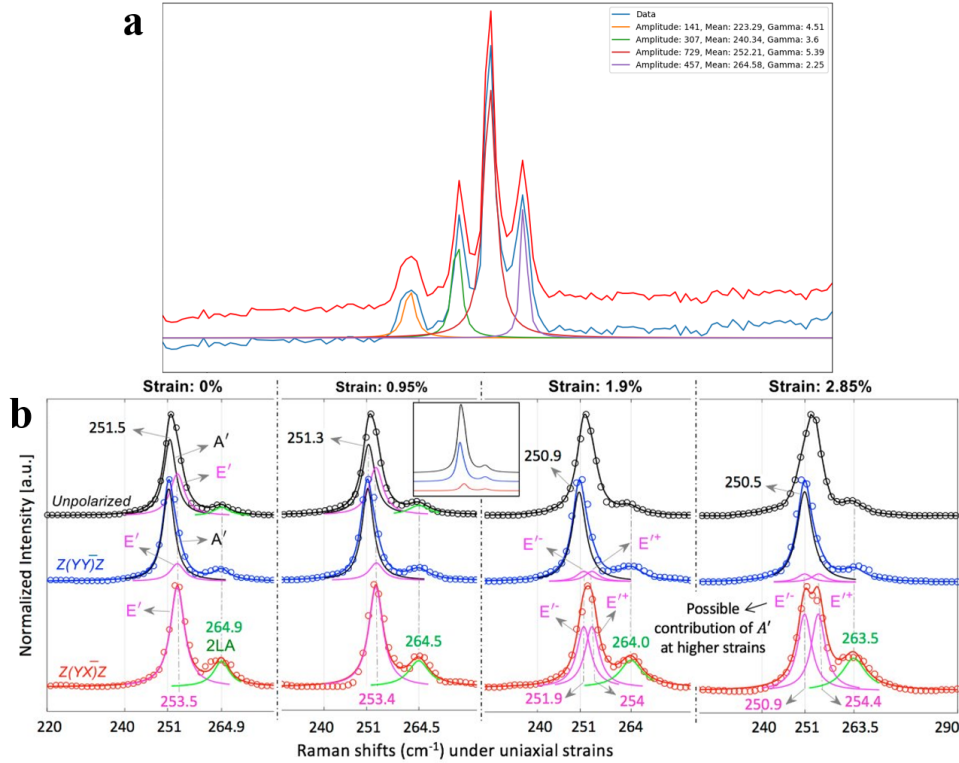 a
Data
Amplitude: 141, Mean: 223.29, Gamma: 4.51
Amplitude: 307, Mean: 240.34, Gamma: 3.6
Amplitude: 729, Mean: 252.21, Gamma: 5.39
Amplitude: 457, Mean: 264.58, Gamma: 2.25
b
Strain: 0% Strain: 0.95% Strain: 1.9% Strain: 2.85%
251.5 A′ E′ 251.3 250.9 250.5
Unpolarized
E′ A′ E′- E′+
Z(YY̅Z̅)Z
E′ 264.9 2LA 264.5 E′- E′+ 264.0 Possible contribution of A′ at higher strains E′- E′+ 263.5
Z(YX̅)Z
253.5 253.4 251.9 254 250.9 254.4
220 240 251 264.9 240 251 264.5 240 251 264 240 251 263.5 290
Normalized Intensity [a.u.]
Raman shifts (cm⁻¹) under uniaxial strains